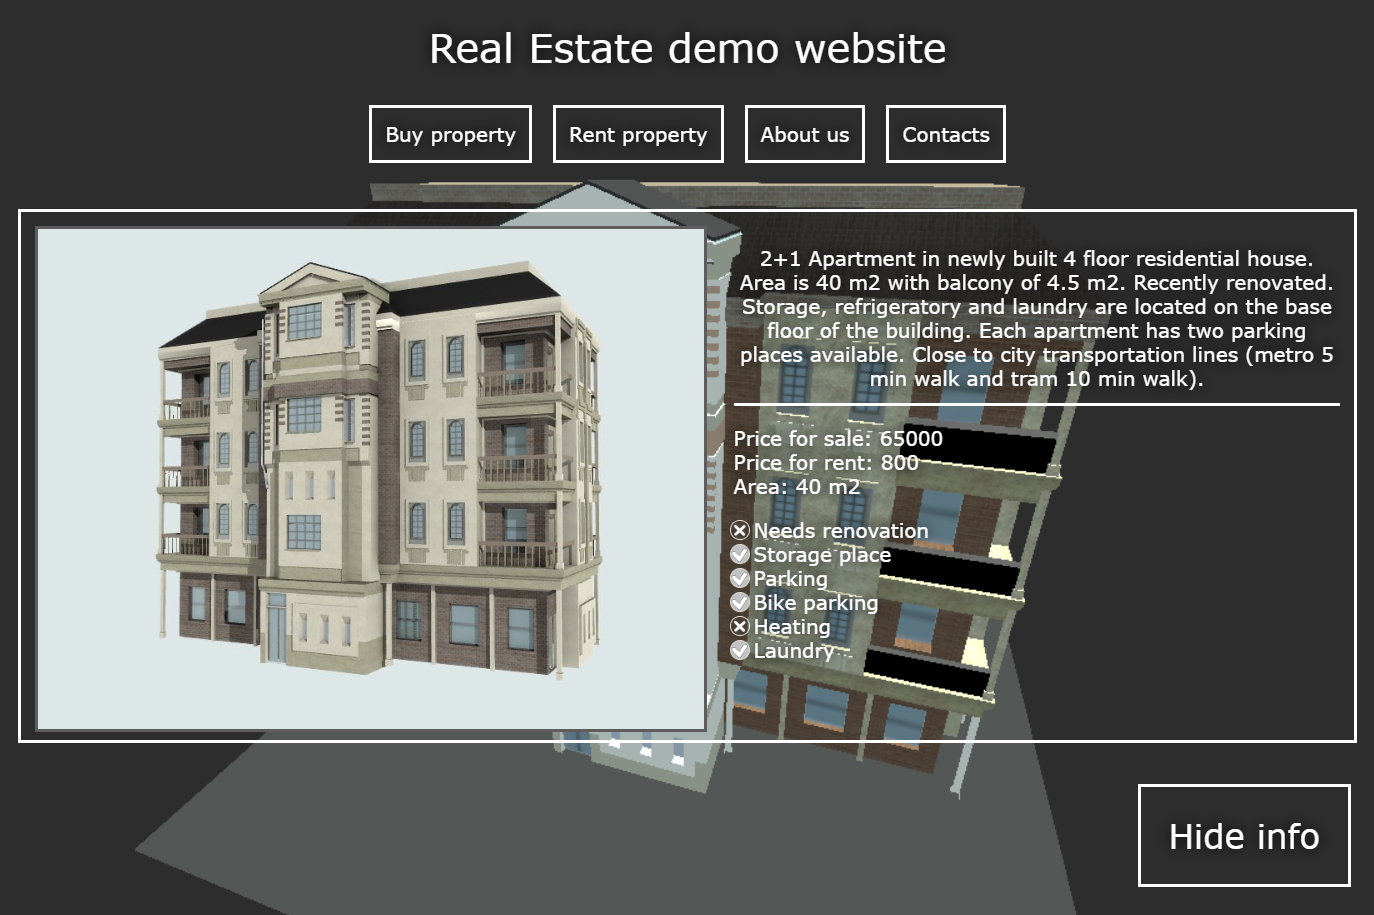 Real Estate demo website
Buy property
Rent property
About us
Contacts
2+1 Apartment in newly built 4 floor residential house.
Area is 40 m2 with balcony of 4.5 m2. Recently renovated.
Storage, refrigeratory and laundry are located on the base
floor of the building. Each apartment has two parking
places available. Close to city transportation lines (metro 5
min walk and tram 10 min walk).
Price for sale: 65000
Price for rent: 800
Area: 40 m2
Needs renovation
Storage place
Parking
Bike parking
Heating
Laundry
Hide info